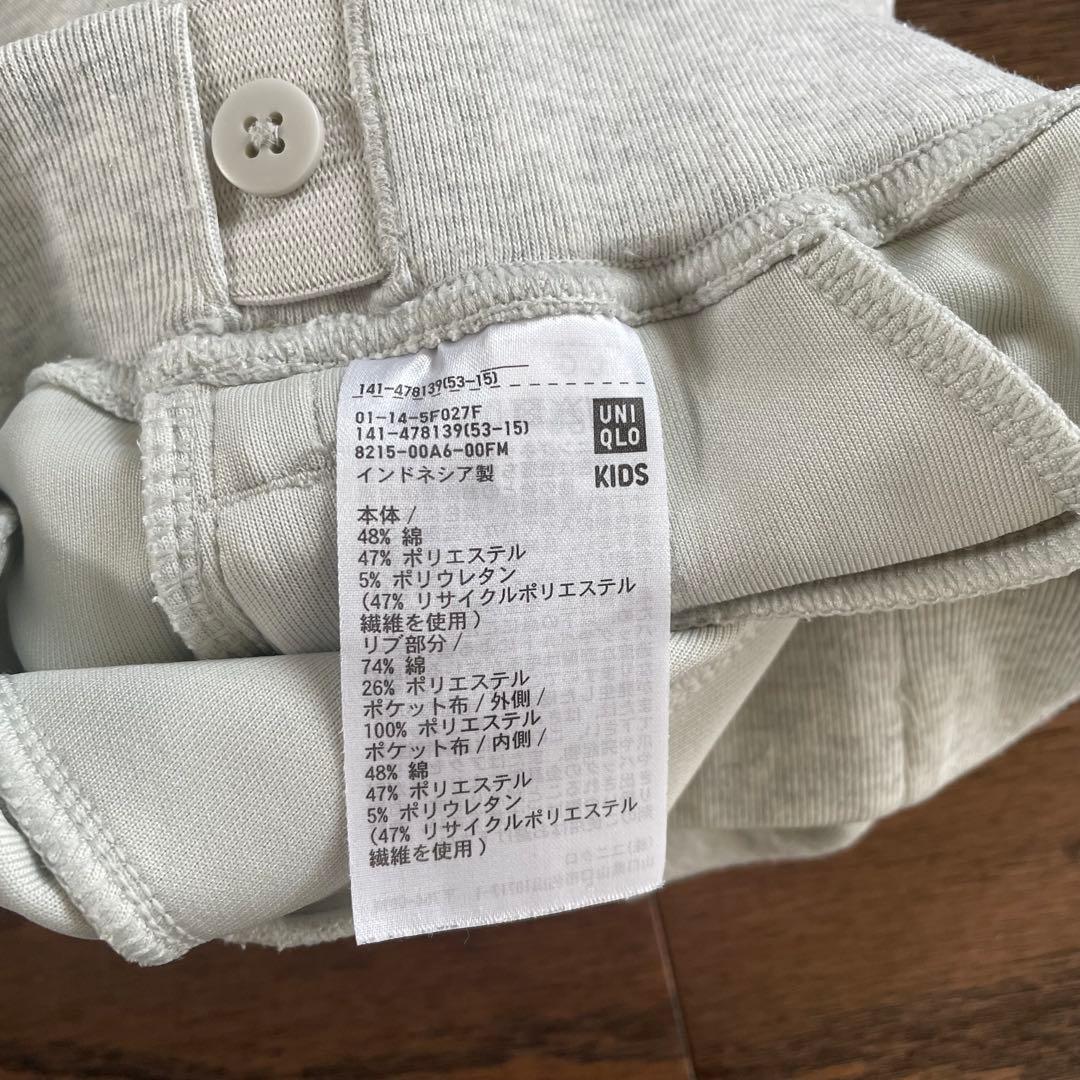 141-478139(53-15)
01-14-5F027F
141-478139(53-15)
8215-00A6-00FM
インドネシア製
UNI
QLO
KIDS
本体/
48% 綿
47% ポリエステル
5% ポリウレタン
(47% リサイクルポリエステル
繊維を使用)
リブ部分/
74% 綿
26% ポリエステル
ポケット布/外側/
100% ポリエステル
ポケット布/内側/
48% 綿
47% ポリエステル
5% ポリウレタン
(47% リサイクルポリエステル
繊維を使用)